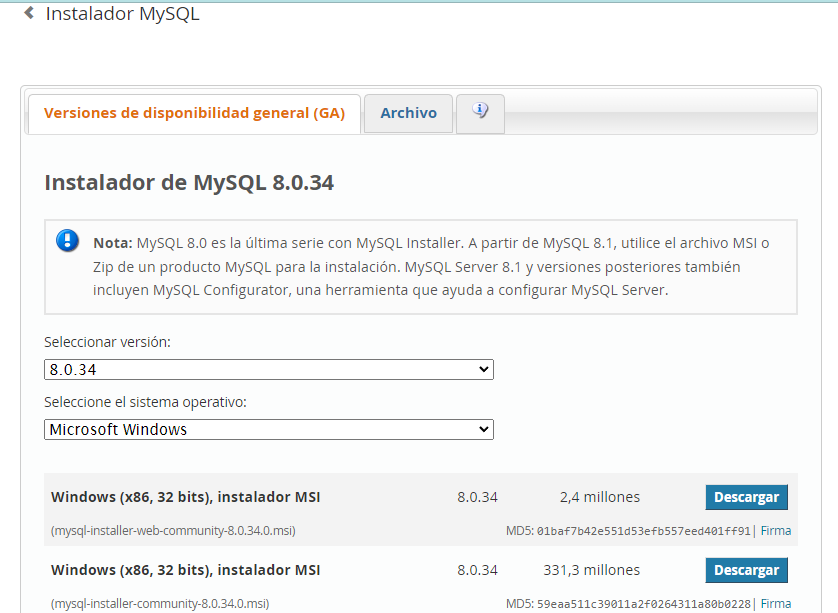 Instalador MySQL
Versiones de disponibilidad general (GA)
Archivo
Instalador de MySQL 8.0.34
Nota: MySQL 8.0 es la última serie con MySQL Installer. A partir de MySQL 8.1, utilice el archivo MSI o
Zip de un producto MySQL para la instalación. MySQL Server 8.1 y versiones posteriores también
incluyen MySQL Configurator, una herramienta que ayuda a configurar MySQL Server.
Seleccionar versión:
8.0.34
Seleccione el sistema operativo:
Microsoft Windows
Windows (x86, 32 bits), instalador MSI 8.0.34 2,4 millones Descargar
(mysql-installer-web-community-8.0.34.0.msi) MD5: 01baf7b42e551d53efb557eed401ff91| Firma
Windows (x86, 32 bits), instalador MSI 8.0.34 331,3 millones Descargar
(mysql-installer-community-8.0.34.0.msi) MD5: 59eaa511c39011a2f0264311a80b0228| Firma